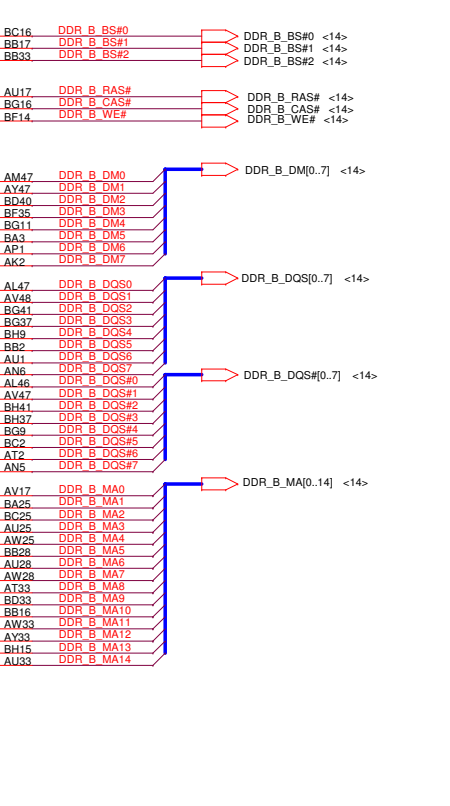 BC16 DDR_B_BS#0 DDR_B_BS#0 <14>
BB17 DDR_B_BS#1 DDR_B_BS#1 <14>
BB33 DDR_B_BS#2 DDR_B_BS#2 <14>
AU17 DDR_B_RAS# DDR_B_RAS# <14>
BG16 DDR_B_CAS# DDR_B_CAS# <14>
BF14 DDR_B_WE# DDR_B_WE# <14>
DDR_B_DM[0..7] <14>
AM47 DDR_B_DM0
AY47 DDR_B_DM1
BD40 DDR_B_DM2
BF35 DDR_B_DM3
BG11 DDR_B_DM4
BA3 DDR_B_DM5
AP1 DDR_B_DM6
AK2 DDR_B_DM7
DDR_B_DQS[0..7] <14>
AL47 DDR_B_DQS0
AV48 DDR_B_DQS1
BG41 DDR_B_DQS2
BG37 DDR_B_DQS3
BH9 DDR_B_DQS4
BB2 DDR_B_DQS5
AU1 DDR_B_DQS6
AN6 DDR_B_DQS7
DDR_B_DQS#[0..7] <14>
AL46 DDR_B_DQS#0
AV47 DDR_B_DQS#1
BH41 DDR_B_DQS#2
BH37 DDR_B_DQS#3
BG9 DDR_B_DQS#4
BC2 DDR_B_DQS#5
AT2 DDR_B_DQS#6
AN5 DDR_B_DQS#7
DDR_B_MA[0..14] <14>
AV17 DDR_B_MA0
BA25 DDR_B_MA1
BC25 DDR_B_MA2
AU25 DDR_B_MA3
AW25 DDR_B_MA4
BB28 DDR_B_MA5
AU28 DDR_B_MA6
AW28 DDR_B_MA7
AT33 DDR_B_MA8
BD33 DDR_B_MA9
BB16 DDR_B_MA10
AW33 DDR_B_MA11
AY33 DDR_B_MA12
BH15 DDR_B_MA13
AU33 DDR_B_MA14